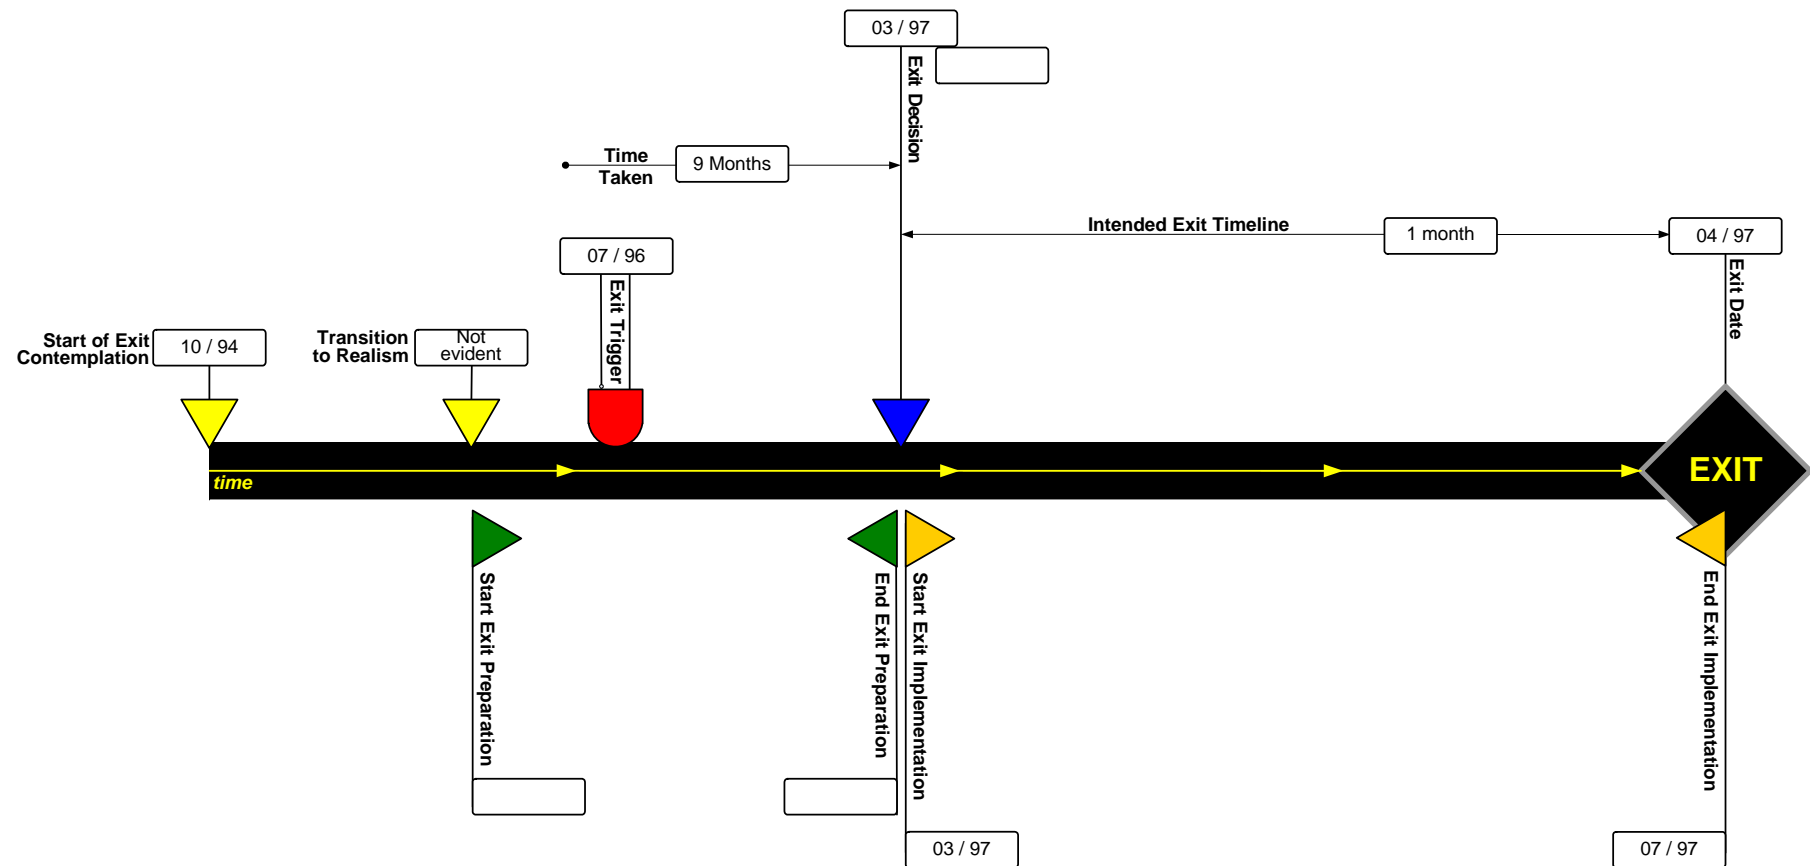 03 / 97
Exit Decision
Time
Taken
9 Months
Intended Exit Timeline
1 month
04 / 97
Exit Date
07 / 96
Exit Trigger
Start of Exit
Contemplation
10 / 94
Transition
to Realism
Not
evident
time
EXIT
Start Exit Preparation
End Exit Preparation
Start Exit Implementation
End Exit Implementation
03 / 97
07 / 97